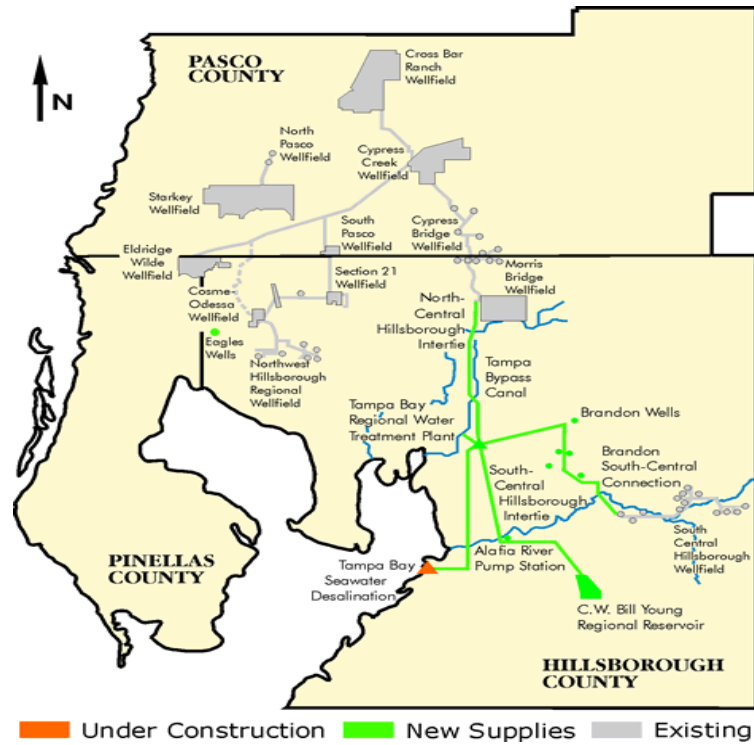 PASCO
COUNTY
Cross Bar
Ranch
Wellfield
N
North
Pasco
Wellfield
Cypress
Creek
Wellfield
Starkey
Wellfield
South
Pasco
Wellfield
Cypress
Bridge
Wellfield
Eldridge
Wilde
Wellfield
Section 21
Wellfield
Morris
Bridge
Wellfield
Cosme-
Odessa
Wellfield
North-
Central
Hillsborough
Intertie
Eagles
Wells
Northwest
Hillsborough
Regional
Wellfield
Tampa
Bypass
Canal
Tampa Bay
Regional Water
Treatment Plant
Brandon Wells
Brandon
South-Central
Connection
South-
Central
Hillsborough
Intertie
South
Central
Hillsborough
Wellfield
Alafia River
Pump Station
PINELLAS
COUNTY
Tampa Bay
Seawater
Desalination
C.W. Bill Young
Regional Reservoir
HILLSBOROUGH
COUNTY
Under Construction
New Supplies
Existing